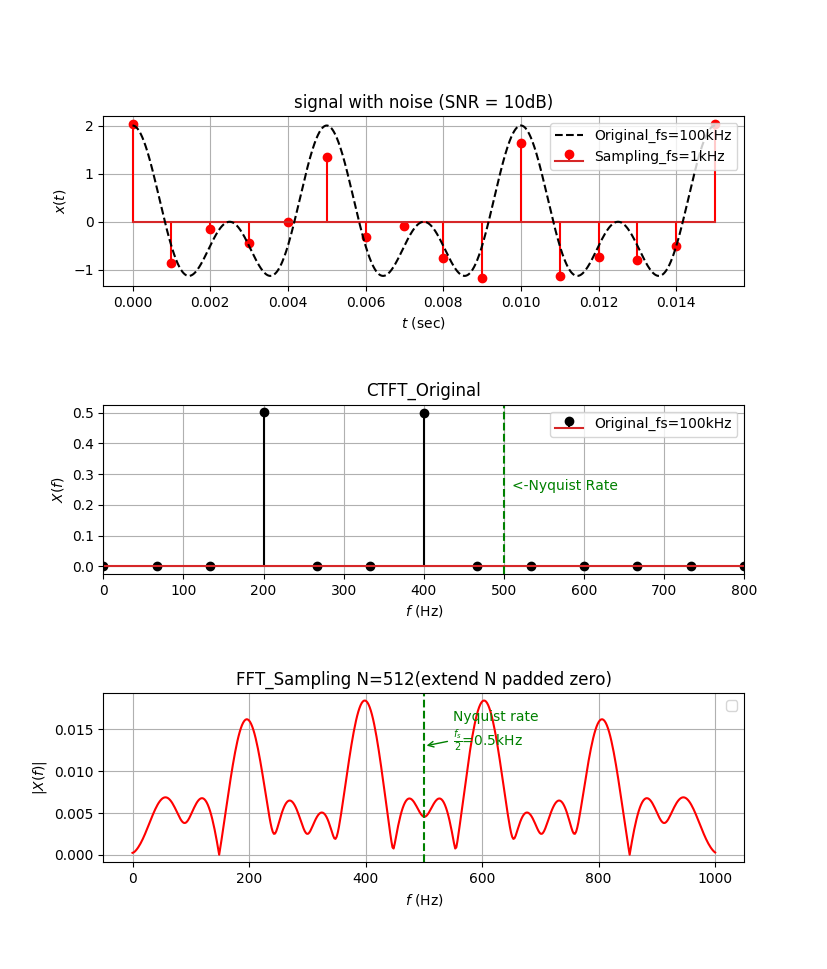 signal with noise (SNR = 10dB)
x(t)
2
1
0
−1
Original_fs=100kHz
Sampling_fs=1kHz
0.000 0.002 0.004 0.006 0.008 0.010 0.012 0.014
t (sec)
CTFT_Original
X(f)
0.5
0.4
0.3
0.2
0.1
0.0
Original_fs=100kHz
<-Nyquist Rate
0 100 200 300 400 500 600 700 800
f (Hz)
FFT_Sampling N=512(extend N padded zero)
|X(f)|
0.015
0.010
0.005
0.000
Nyquist rate
fs/2=0.5kHz
0 200 400 600 800 1000
f (Hz)